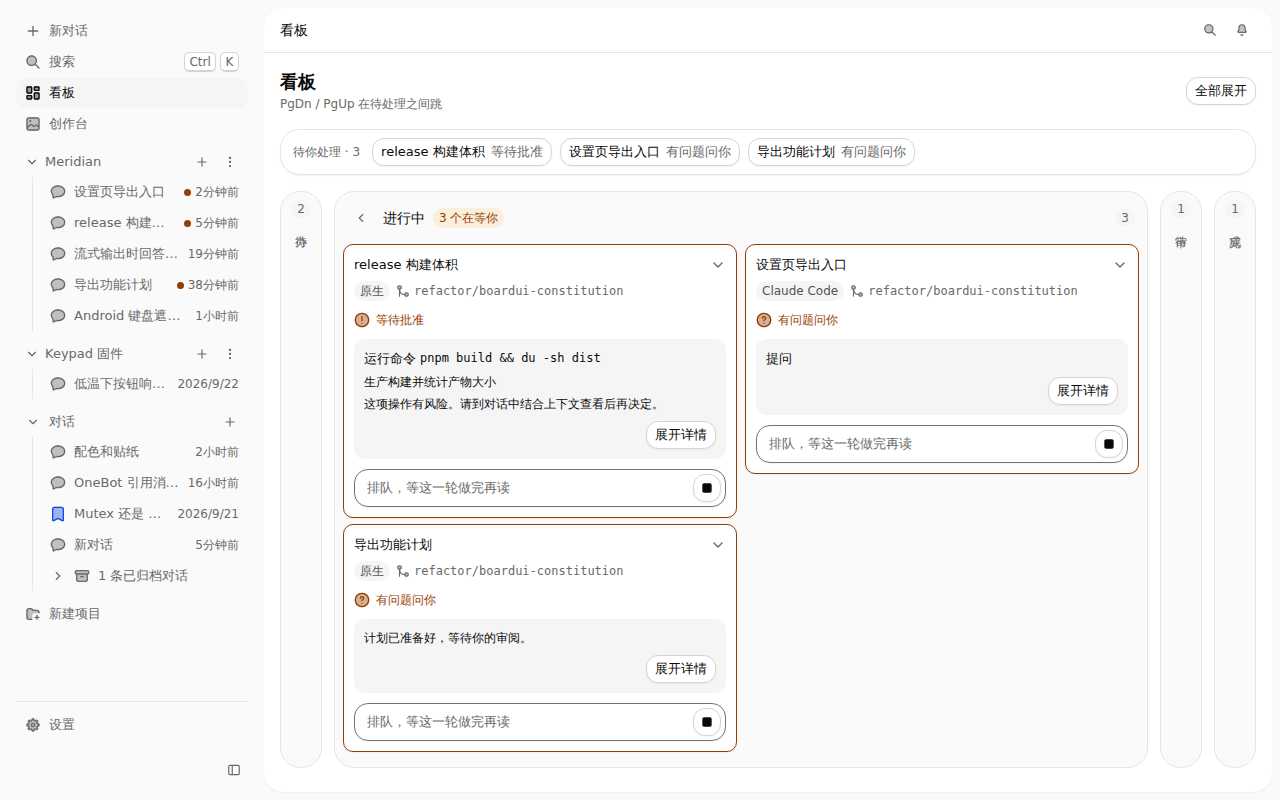 新对话
搜索 Ctrl K
看板
创作台
Meridian
设置页导出入口 2分钟前
release 构建… 5分钟前
流式输出时回答… 19分钟前
导出功能计划 38分钟前
Android 键盘遮… 1小时前
Keypad 固件
低温下按钮响… 2026/9/22
对话
配色和贴纸 2小时前
OneBot 引用消… 16小时前
Mutex 还是 … 2026/9/21
新对话 5分钟前
1 条已归档对话
新建项目
设置
看板
看板
PgDn / PgUp 在待处理之间跳
全部展开
待你处理 · 3
release 构建体积 等待批准
设置页导出入口 有问题问你
导出功能计划 有问题问你
2
进行中 3 个在等你 3
release 构建体积
原生 refactor/boardui-constitution
等待批准
运行命令 pnpm build && du -sh dist
生产构建并统计产物大小
这项操作有风险。请到对话中结合上下文查看后再决定。
展开详情
排队，等这一轮做完再读
导出功能计划
原生 refactor/boardui-constitution
有问题问你
计划已准备好，等待你的审阅。
展开详情
排队，等这一轮做完再读
设置页导出入口
Claude Code refactor/boardui-constitution
有问题问你
提问
展开详情
排队，等这一轮做完再读
1
1